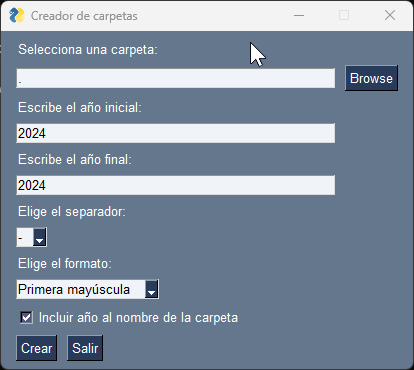 Creador de carpetas
Selecciona una carpeta:
. Browse
Escribe el año inicial:
2024
Escribe el año final:
2024
Elige el separador:
-
Elige el formato:
Primera mayúscula
Incluir año al nombre de la carpeta
Crear Salir